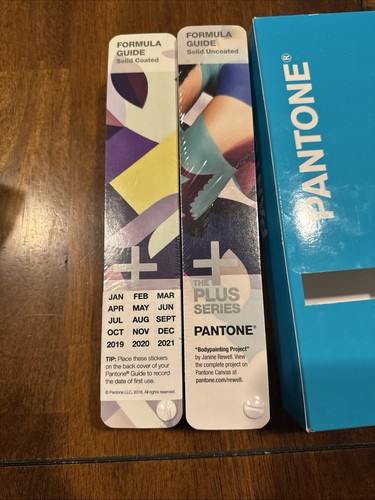 FORMULA
GUIDE
Solid Coated
JAN FEB MAR
APR MAY JUN
JUL AUG SEPT
OCT NOV DEC
2019 2020 2021
TIP: Place these stickers
on the back cover of your
Pantone® Guide to record
the date of first use.
© Pantone LLC, 2018. All rights reserved.
FORMULA
GUIDE
Solid Uncoated
THE
PLUS
SERIES
PANTONE®
"Bodypainting Project"
by Janine Rewell. View
the complete project on
Pantone Canvas at
pantone.com/rewell.
PANTONE®